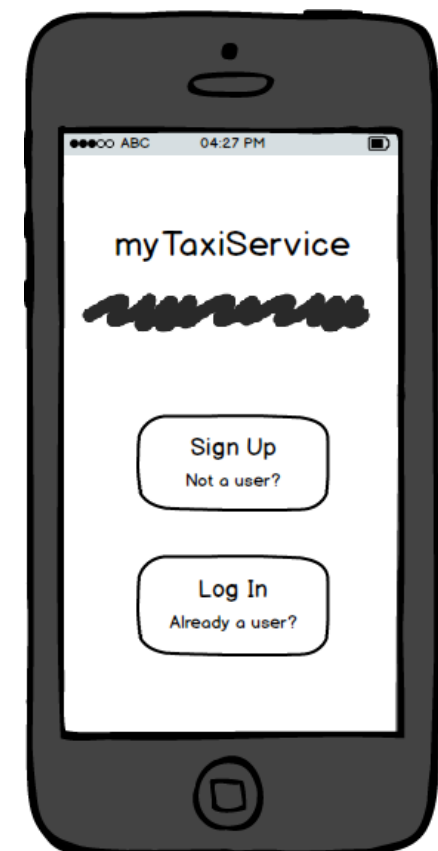 ABC 04:27 PM
myTaxiService
Sign Up
Not a user?
Log In
Already a user?